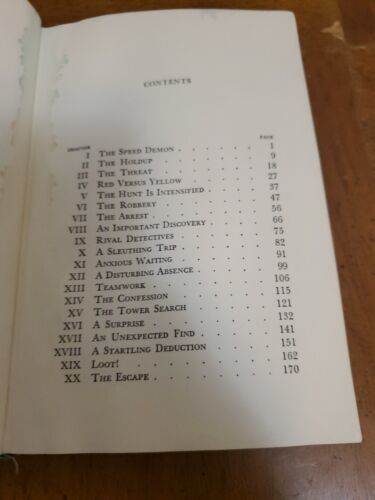 CONTENTS
CHAPTER PAGE
I THE SPEED DEMON . . . . . . 1
II THE HOLDUP . . . . . . . 9
III THE THREAT . . . . . . . 18
IV RED VERSUS YELLOW . . . . . 27
V THE HUNT IS INTENSIFIED . . . . 37
VI THE ROBBERY . . . . . . . 47
VII THE ARREST . . . . . . . 56
VIII AN IMPORTANT DISCOVERY . . . . 66
IX RIVAL DETECTIVES . . . . . . 75
X A SLEUTHING TRIP . . . . . . 82
XI ANXIOUS WAITING . . . . . . 91
XII A DISTURBING ABSENCE . . . . . 99
XIII TEAMWORK . . . . . . . 106
XIV THE CONFESSION . . . . . . 115
XV THE TOWER SEARCH . . . . . 121
XVI A SURPRISE . . . . . . . 132
XVII AN UNEXPECTED FIND . . . . . 141
XVIII A STARTLING DEDUCTION . . . . 151
XIX LOOT! . . . . . . . . 162
XX THE ESCAPE . . . . . . . 170